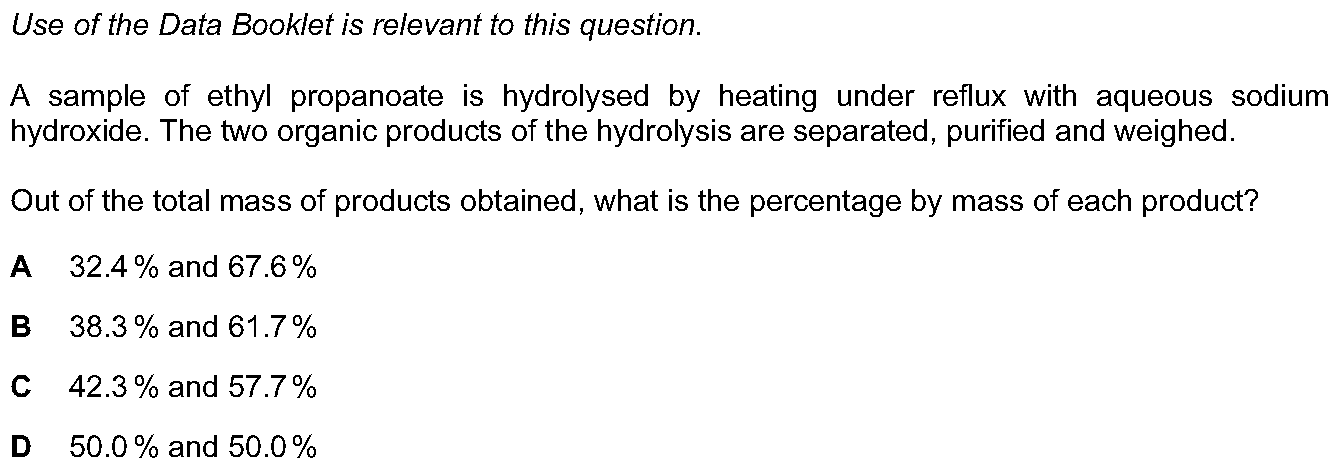 Use of the Data Booklet is relevant to this question.
A sample of ethyl propanoate is hydrolysed by heating under reflux with aqueous sodium
hydroxide. The two organic products of the hydrolysis are separated, purified and weighed.
Out of the total mass of products obtained, what is the percentage by mass of each product?
A 32.4 % and 67.6 %
B 38.3 % and 61.7 %
C 42.3 % and 57.7 %
D 50.0 % and 50.0 %